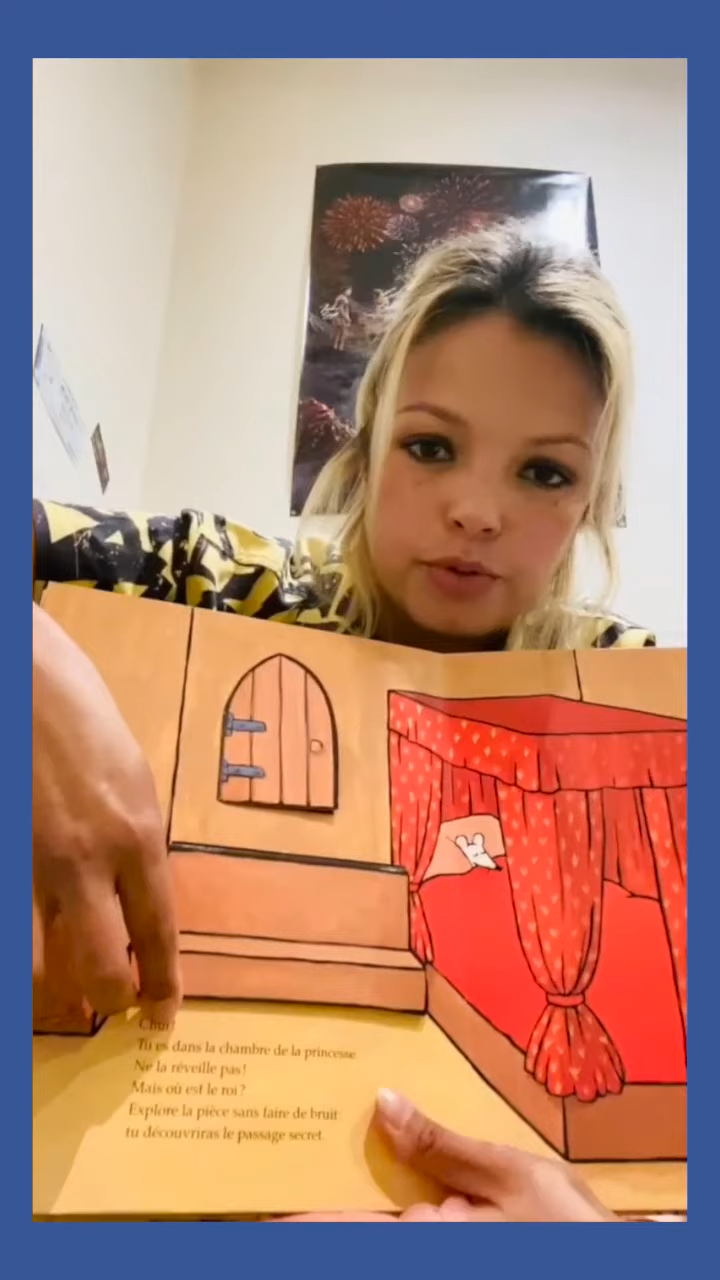 Chut!
Tu es dans la chambre de la princesse.
Ne la réveille pas!
Mais où est le roi?
Explore la pièce sans faire de bruit
tu découvriras le passage secret